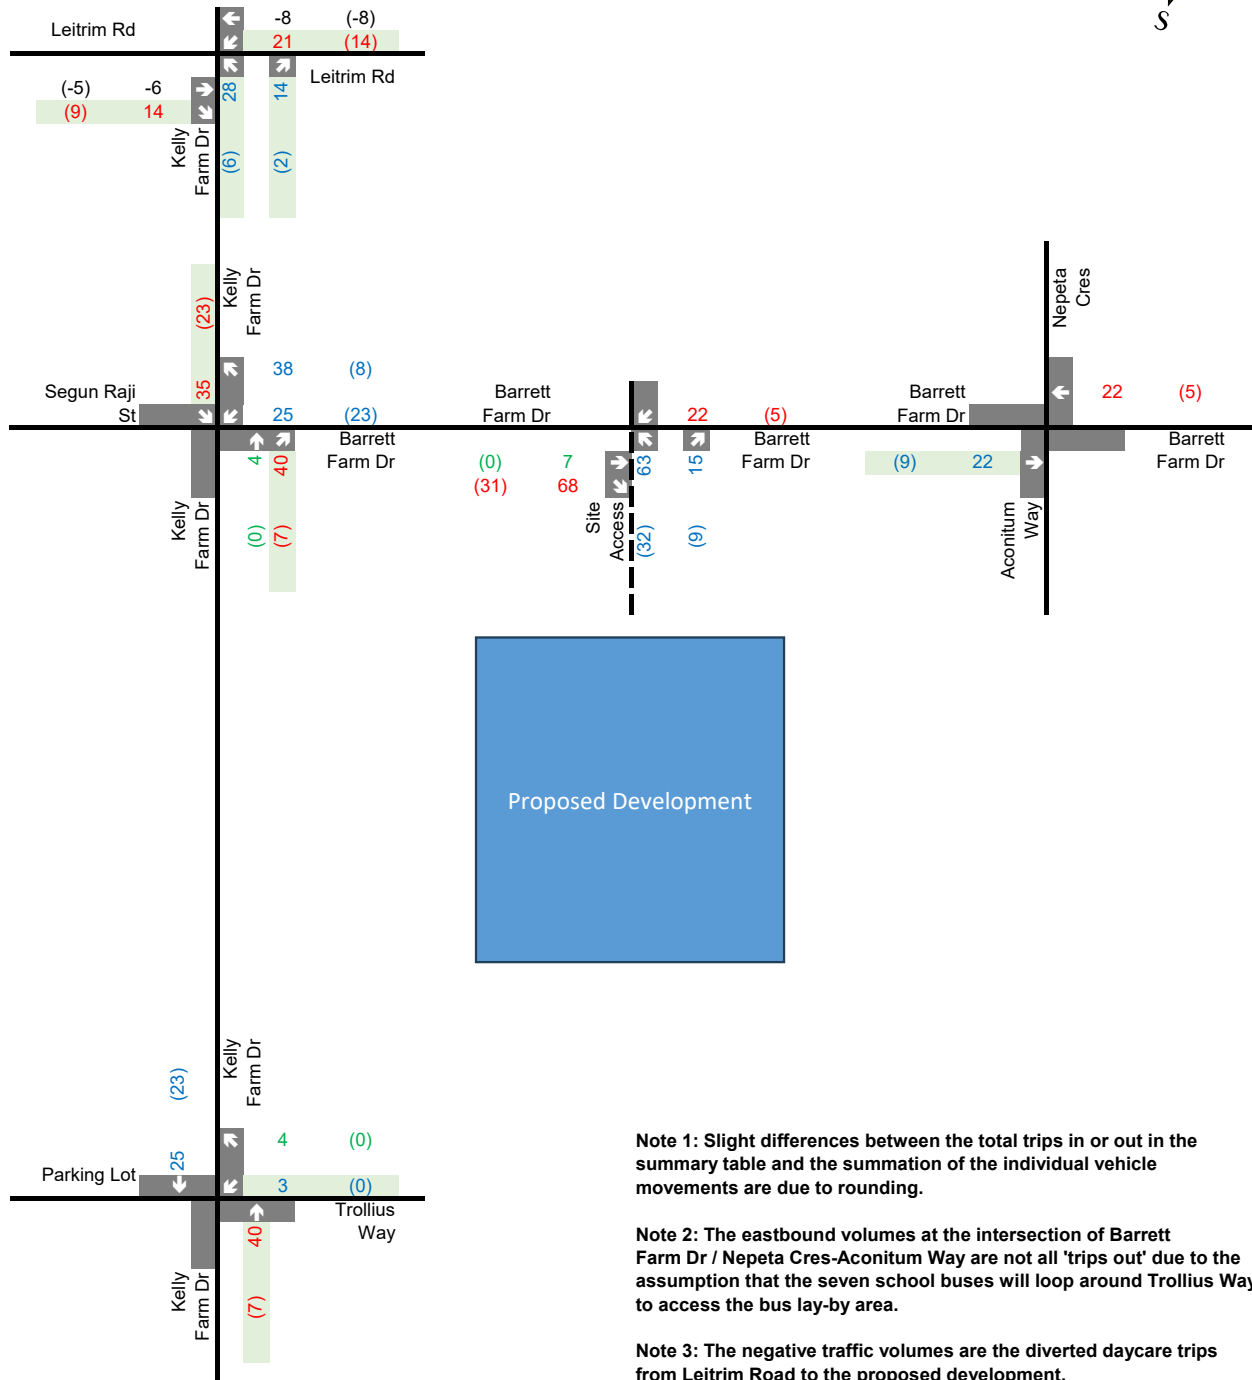 S
Leitrim Rd
-8 (-8)
21 (14)
Leitrim Rd
(-5) -6
(9) 14
28
14
(6)
(2)
Kelly
Farm Dr
Kelly
Farm Dr
(23)
35
Segun Raji
St
38 (8)
25 (23)
Barrett
Farm Dr
4
40
(0)
(7)
Kelly
Farm Dr
Barrett
Farm Dr
22 (5)
Barrett
Farm Dr
(0) 7
(31) 68
63
15
(32)
(9)
Site
Access
Nepeta
Cres
Barrett
Farm Dr
22 (5)
Barrett
Farm Dr
(9) 22
Aconitum
Way
Proposed Development
Kelly
Farm Dr
(23)
25
Parking Lot
4 (0)
3 (0)
Trollius
Way
40
(7)
Kelly
Farm Dr
Note 1: Slight differences between the total trips in or out in the
summary table and the summation of the individual vehicle
movements are due to rounding.
Note 2: The eastbound volumes at the intersection of Barrett
Farm Dr / Nepeta Cres-Aconitum Way are not all 'trips out' due to the
assumption that the seven school buses will loop around Trollius Way
to access the bus lay-by area.
Note 3: The negative traffic volumes are the diverted daycare trips
from Leitrim Road to the proposed development.